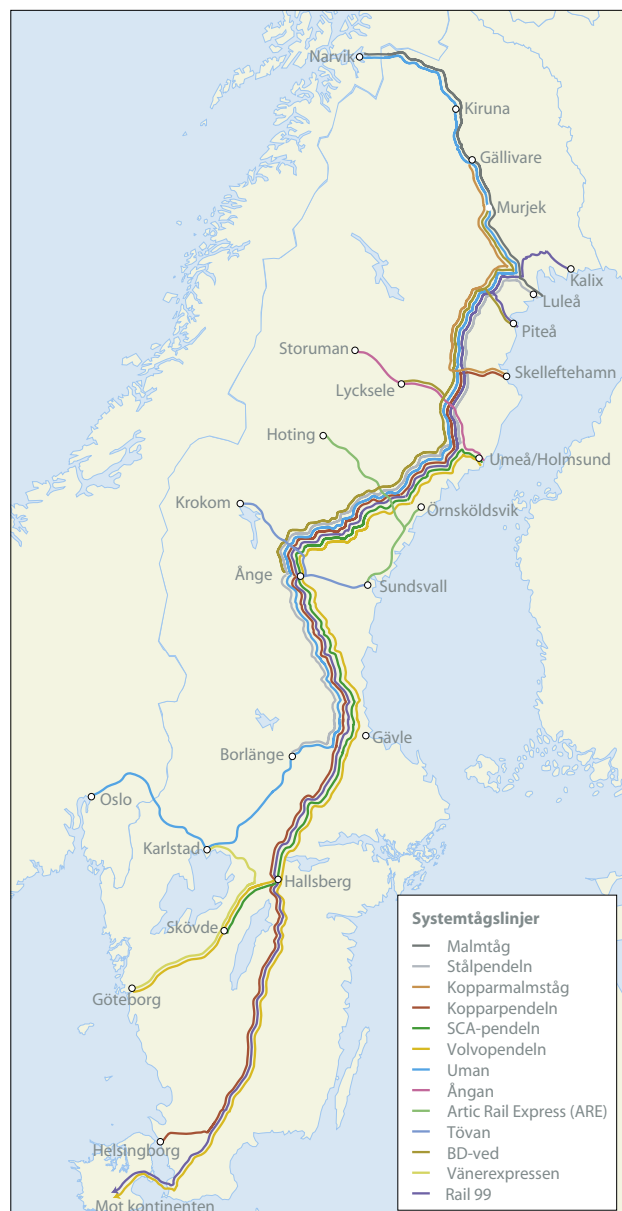 Narvik
Kiruna
Gällivare
Murjek
Kalix
Luleå
Piteå
Storuman
Skelleftehamn
Lycksele
Hoting
Umeå/Holmsund
Krokom
Örnsköldsvik
Ånge
Sundsvall
Gävle
Borlänge
Oslo
Karlstad
Hallsberg
Skövde
Göteborg
Helsingborg
Mot kontinenten
Systemtågslinjer
Malmtåg
Stålpendeln
Kopparmalmståg
Kopparpendeln
SCA-pendeln
Volvopendeln
Uman
Ångan
Artic Rail Express (ARE)
Tövan
BD-ved
Vänerexpressen
Rail 99